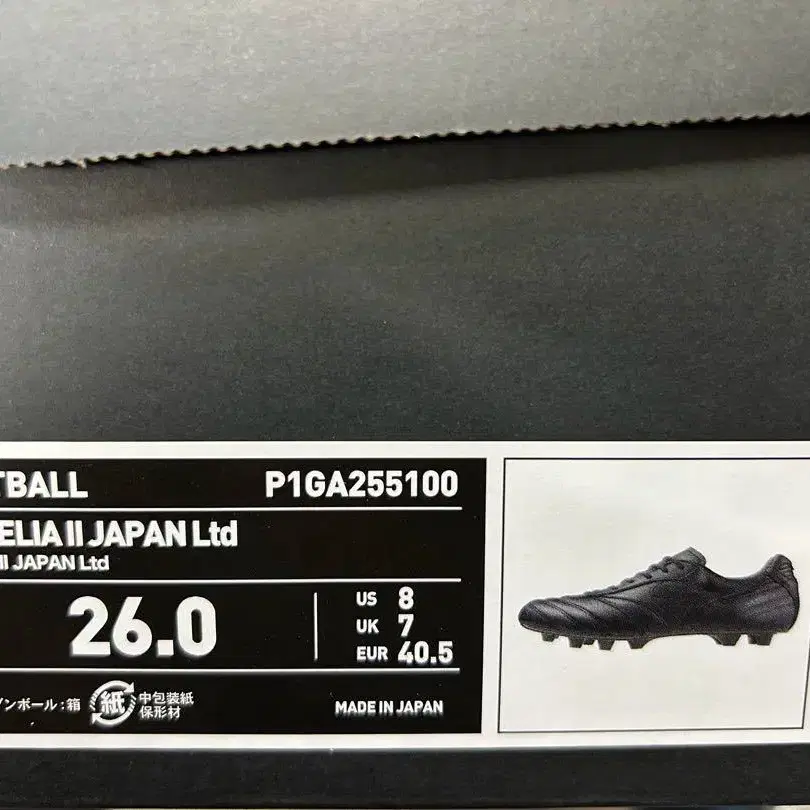 TBALL P1GA255100
ELIA II JAPAN Ltd
II JAPAN Ltd
26.0
US 8
UK 7
EUR 40.5
ンボール:箱 紙 中包装紙
保形材
MADE IN JAPAN